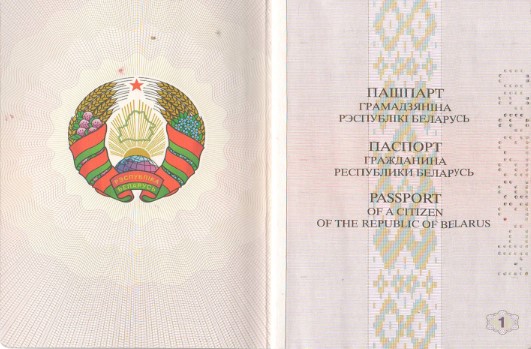 РЭСПУБЛІКА
БЕЛАРУСЬ
ПАШПАРТ
ГРАМАДЗЯНІНА
РЭСПУБЛІКІ БЕЛАРУСЬ
ПАСПОРТ
ГРАЖДАНИНА
РЕСПУБЛИКИ БЕЛАРУСЬ
PASSPORT
OF A CITIZEN
OF THE REPUBLIC OF BELARUS
1